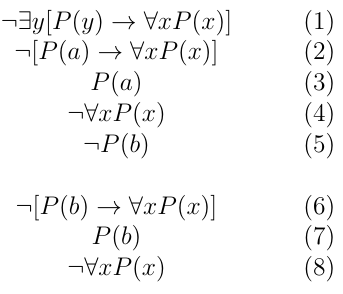 ¬∃y[P(y) → ∀xP(x)] (1)
¬[P(a) → ∀xP(x)] (2)
P(a) (3)
¬∀xP(x) (4)
¬P(b) (5)
¬[P(b) → ∀xP(x)] (6)
P(b) (7)
¬∀xP(x) (8)